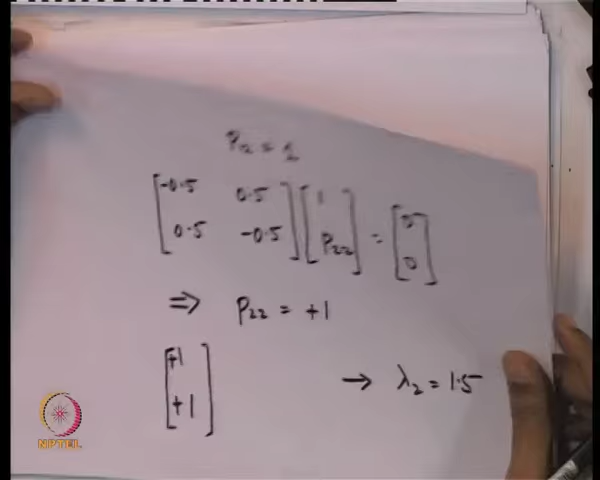 P₁₂ = 1
[-0.5 0.5] [1] = [0]
[0.5 -0.5] [P₂₂] [0]
⇒ P₂₂ = +1
[+1]
[+1] → λ₂ = 1.5
NPTEL